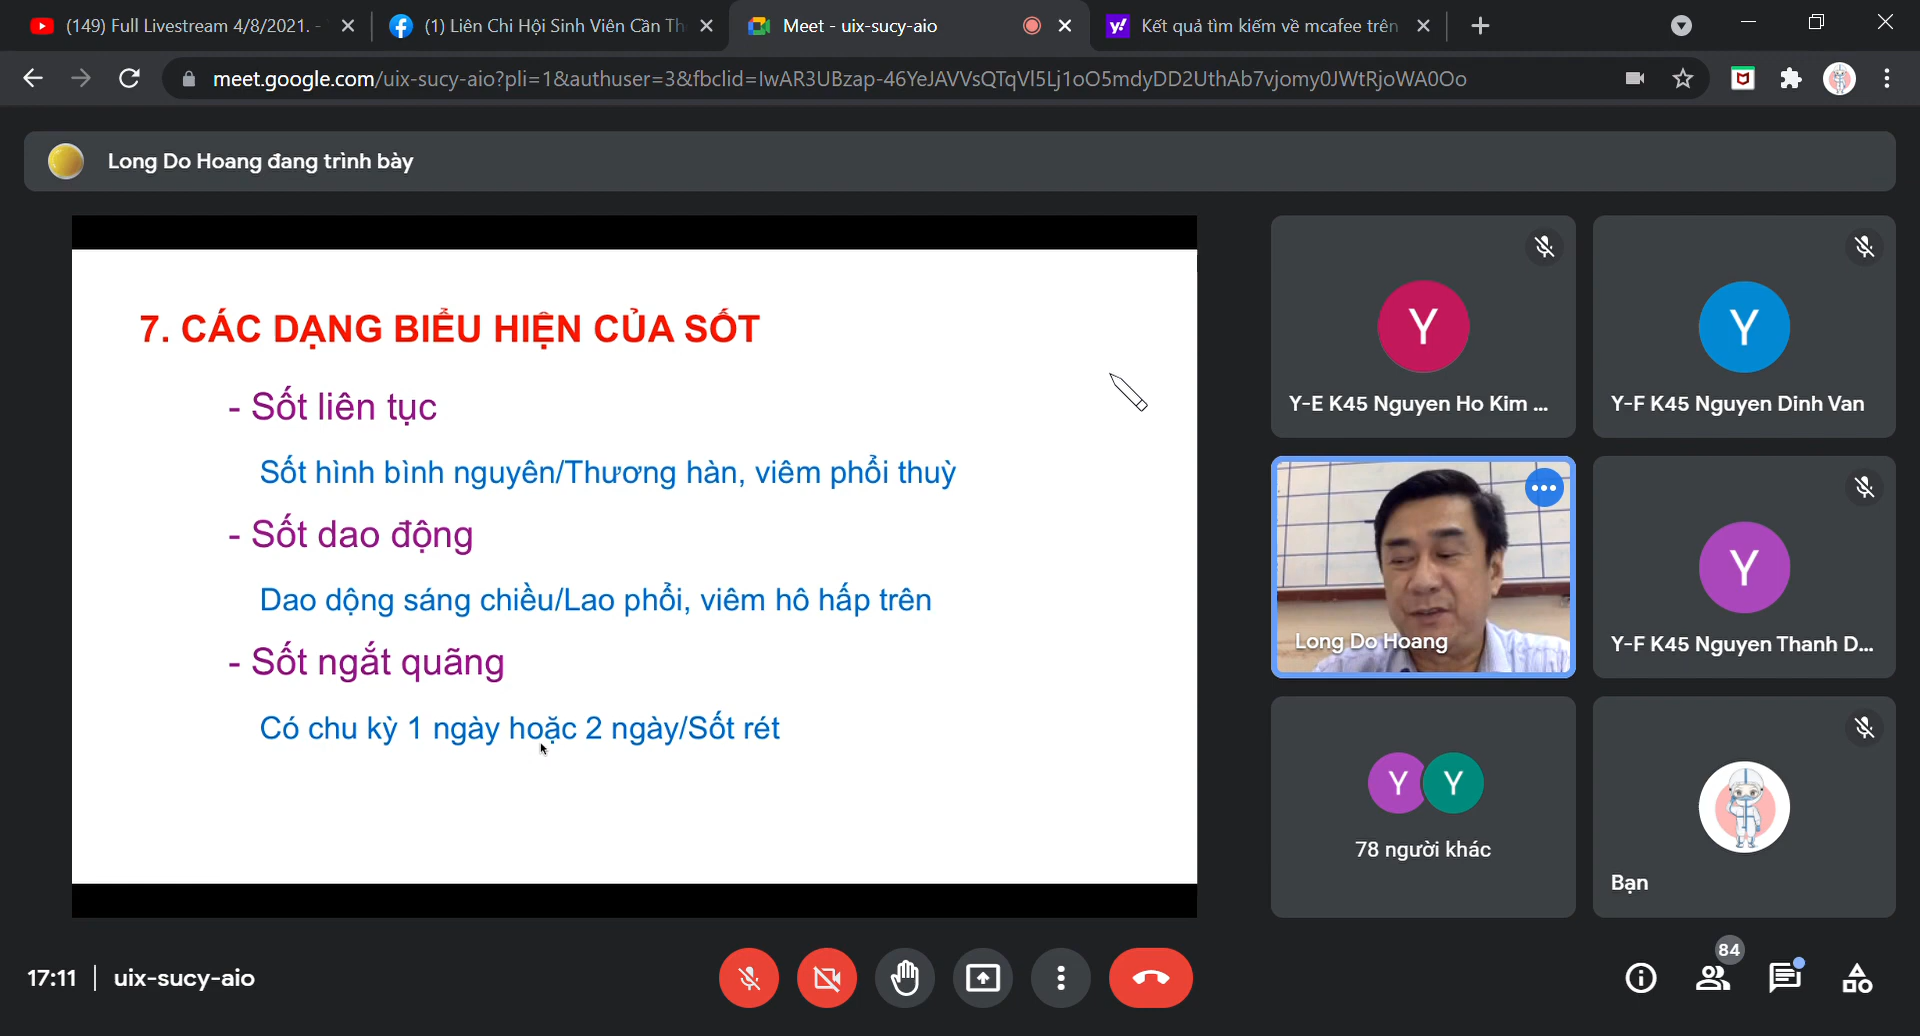 (149) Full Livestream 4/8/2021. -
(1) Liên Chi Hội Sinh Viên Cần Th
Meet - uix-sucy-aio
Kết quả tìm kiếm về mcafee trên
meet.google.com/uix-sucy-aio?pli=1&authuser=3&fbclid=IwAR3UBzap-46YeJAVVsQTqVl5Lj1oO5mdyDD2UthAb7vjomy0JWtRjoWA0Oo
Long Do Hoang đang trình bày
7. CÁC DẠNG BIỂU HIỆN CỦA SỐT
- Sốt liên tục
Sốt hình bình nguyên/Thương hàn, viêm phổi thuỳ
- Sốt dao động
Dao dộng sáng chiều/Lao phổi, viêm hô hấp trên
- Sốt ngắt quãng
Có chu kỳ 1 ngày hoặc 2 ngày/Sốt rét
Y
Y-E K45 Nguyen Ho Kim ...
Y
Y-F K45 Nguyen Dinh Van
Long Do Hoang
Y
Y-F K45 Nguyen Thanh D...
Y Y
78 người khác
Bạn
17:11 | uix-sucy-aio
84